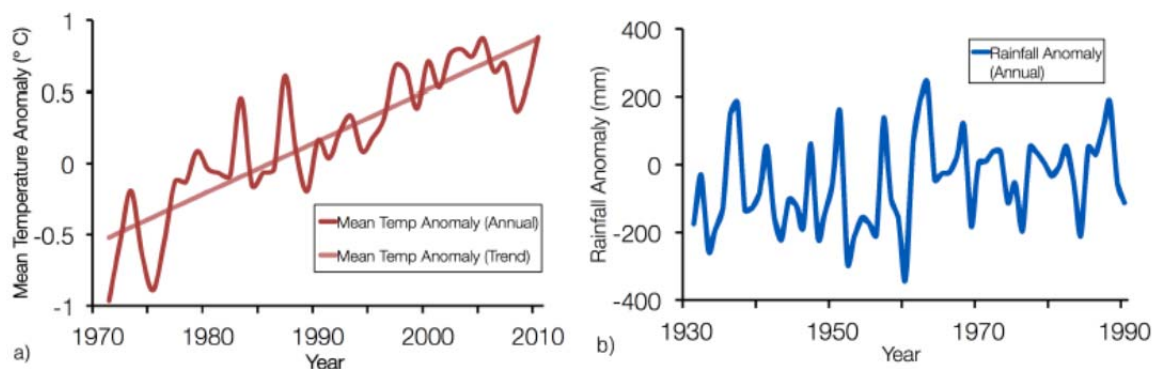 Mean Temperature Anomaly (° C)
1
0.5
0
-0.5
-1
1970
1980
1990
2000
2010
Year
Mean Temp Anomaly (Annual)
Mean Temp Anomaly (Trend)
a)
Rainfall Anomaly (mm)
400
200
0
-200
-400
1930
1950
1970
1990
Year
Rainfall Anomaly
(Annual)
b)